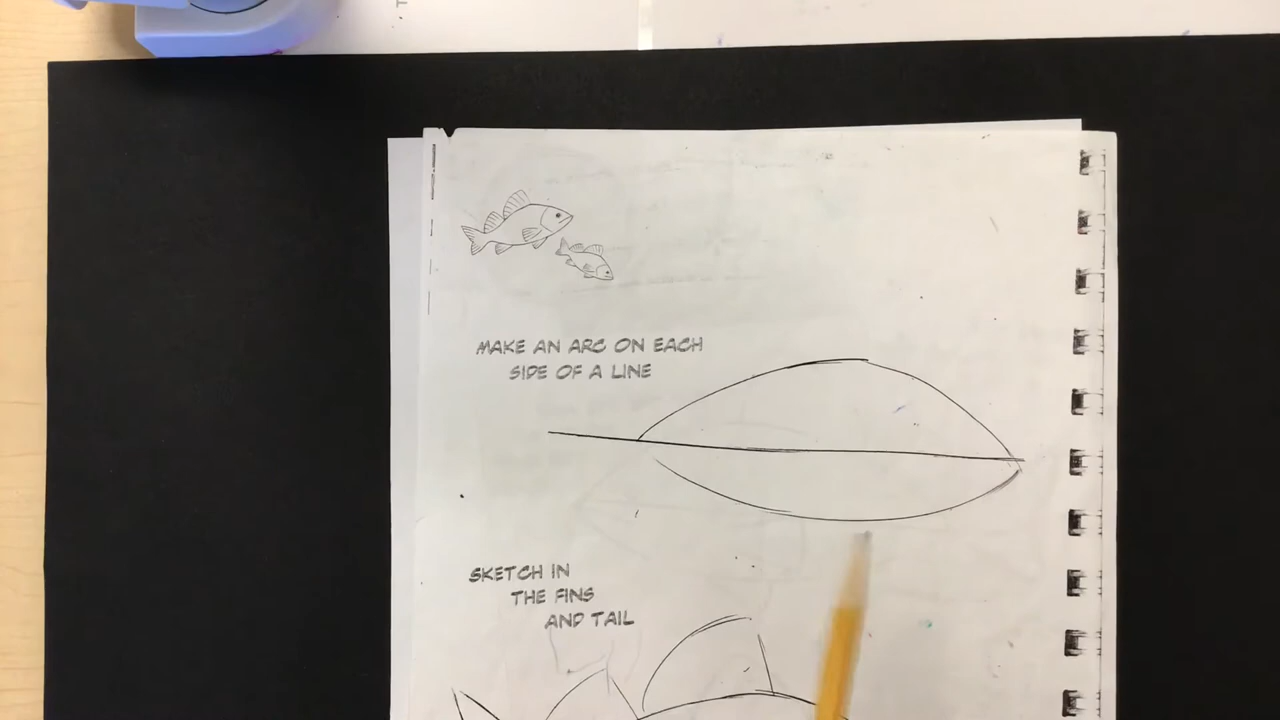 MAKE AN ARC ON EACH
SIDE OF A LINE
SKETCH IN
THE FINS
AND TAIL